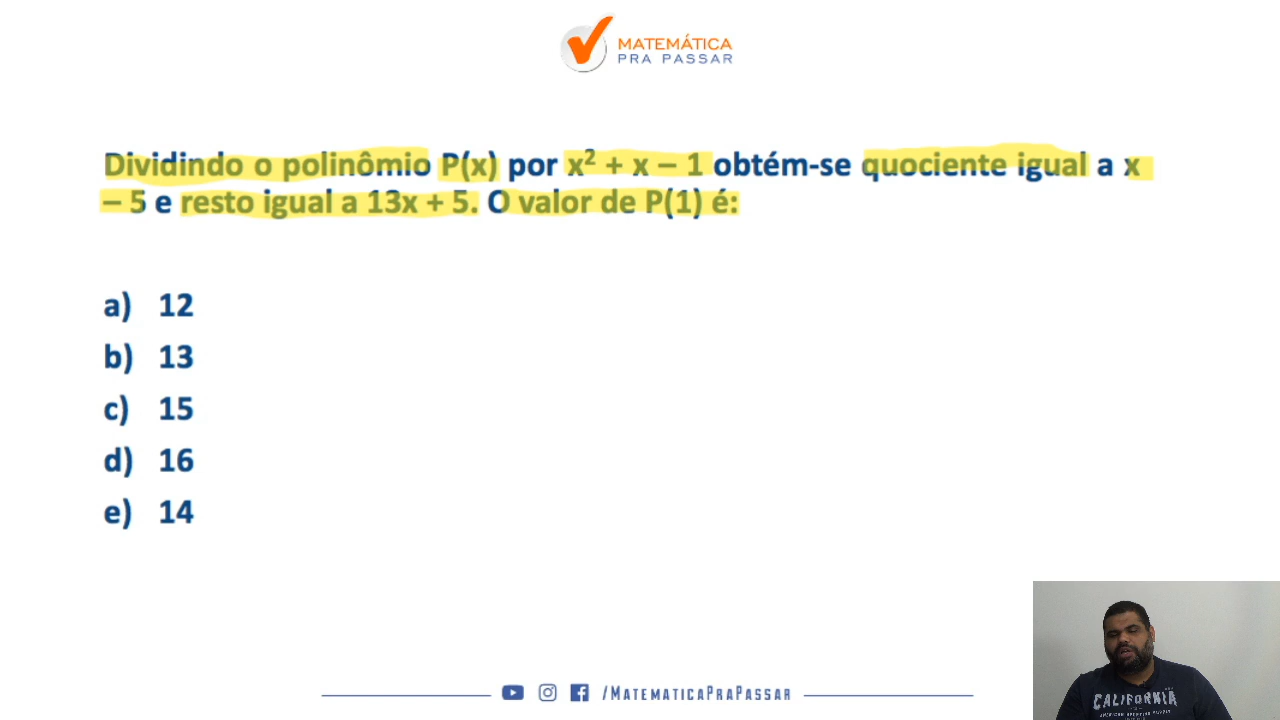 MATEMÁTICA
PRA PASSAR
Dividindo o polinômio P(x) por x² + x – 1 obtém-se quociente igual a x
– 5 e resto igual a 13x + 5. O valor de P(1) é:
a) 12
b) 13
c) 15
d) 16
e) 14
CALIFORNIA
/MATEMATICAPRAPASSAR